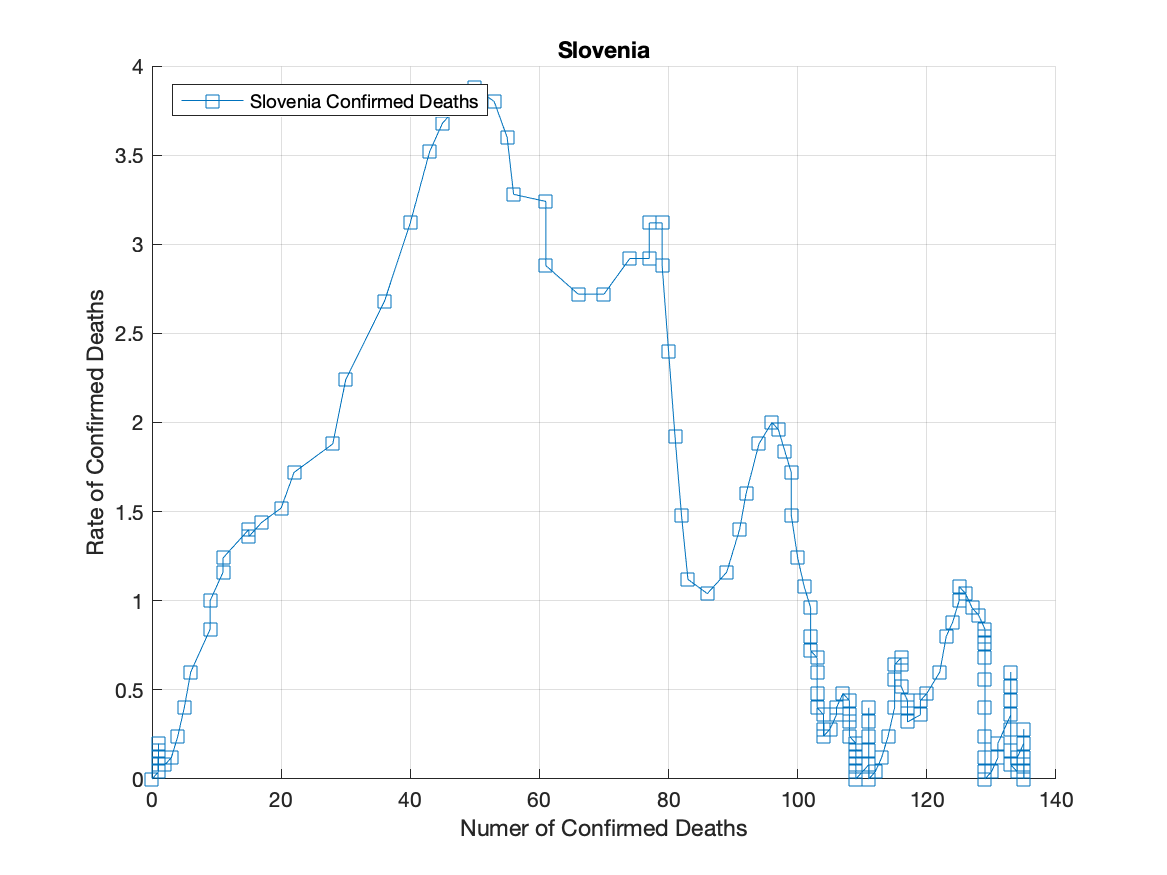 Slovenia
Slovenia Confirmed Deaths
4
3.5
3
2.5
2
1.5
1
0.5
0
Rate of Confirmed Deaths
0 20 40 60 80 100 120 140
Numer of Confirmed Deaths